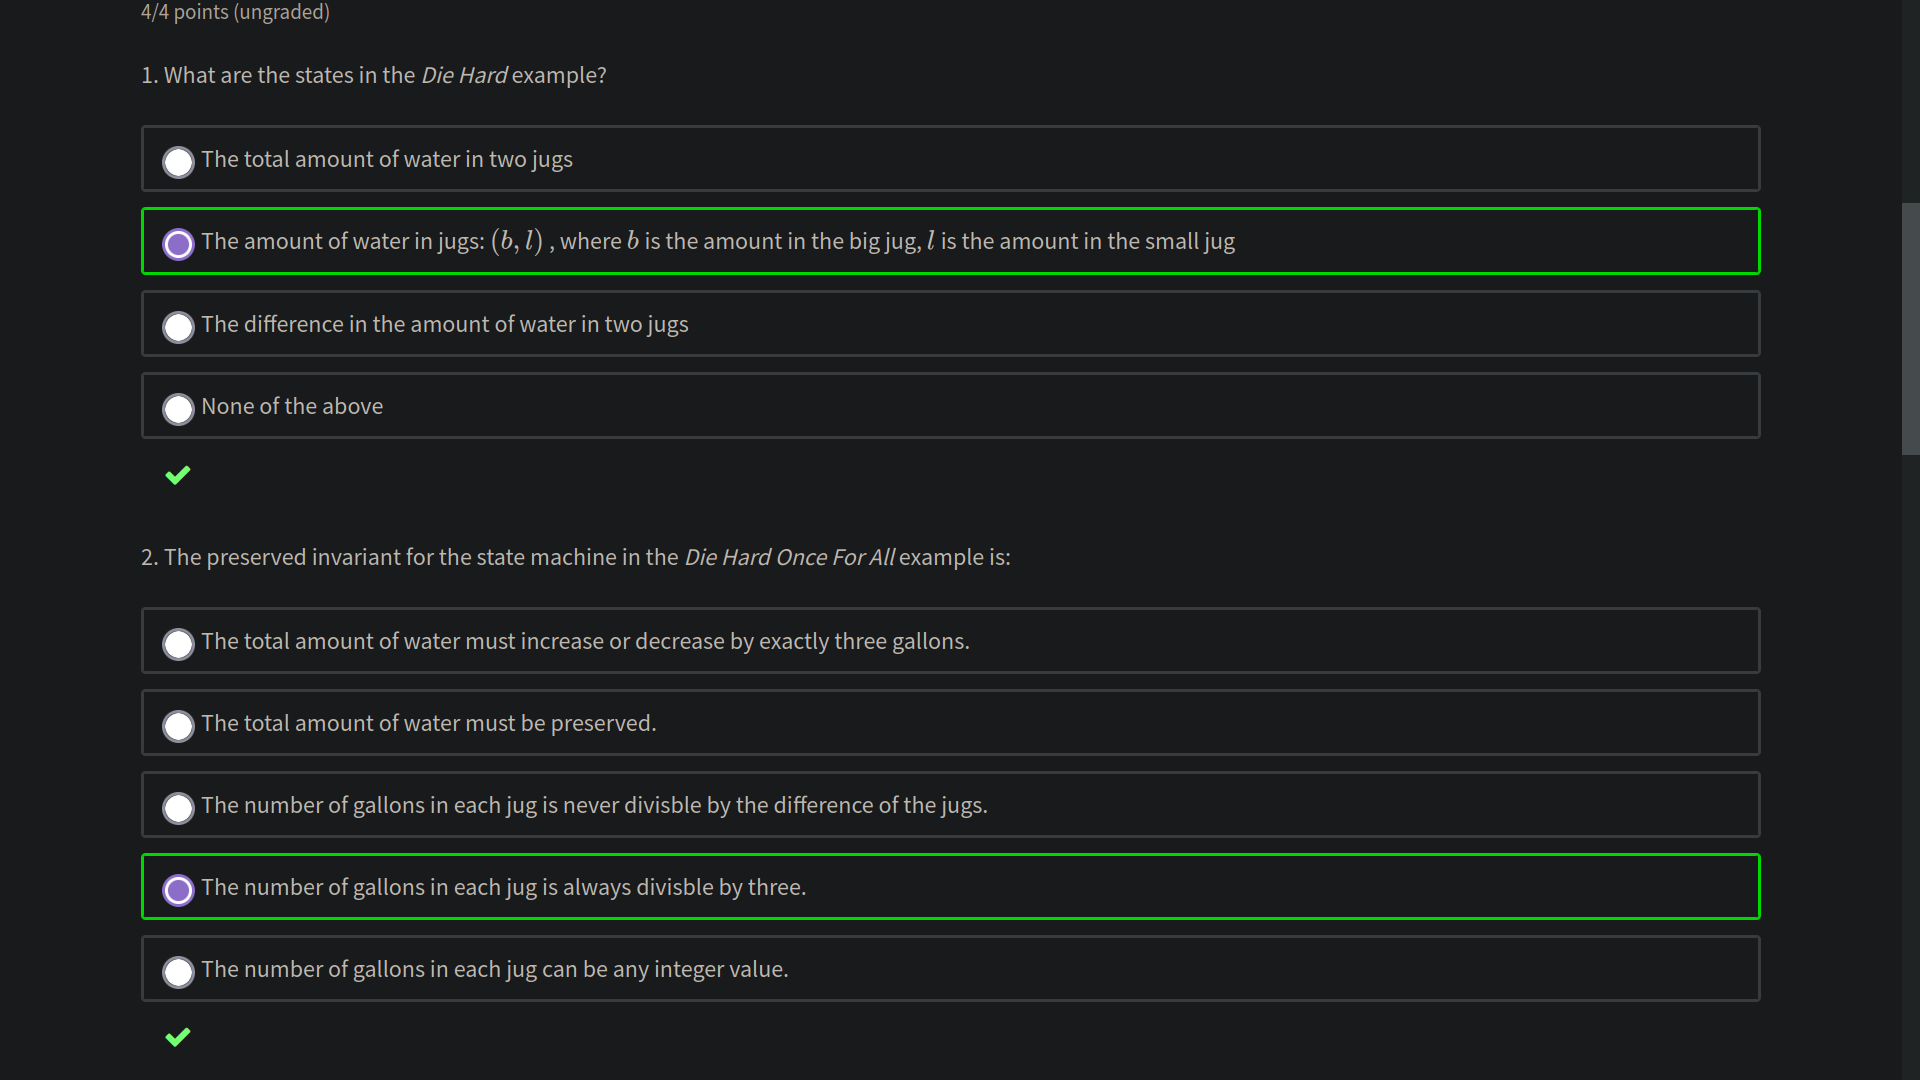 4/4 points (ungraded)
1. What are the states in the Die Hard example?
The total amount of water in two jugs
The amount of water in jugs: (b, l) , where b is the amount in the big jug, l is the amount in the small jug
The difference in the amount of water in two jugs
None of the above
2. The preserved invariant for the state machine in the Die Hard Once For All example is:
The total amount of water must increase or decrease by exactly three gallons.
The total amount of water must be preserved.
The number of gallons in each jug is never divisble by the difference of the jugs.
The number of gallons in each jug is always divisble by three.
The number of gallons in each jug can be any integer value.